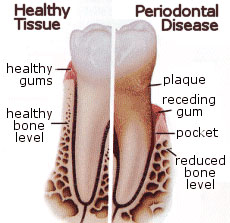 Healthy
Tissue
Periodontal
Disease
healthy
gums
healthy
bone
level
plaque
receding
gum
pocket
reduced
bone
level